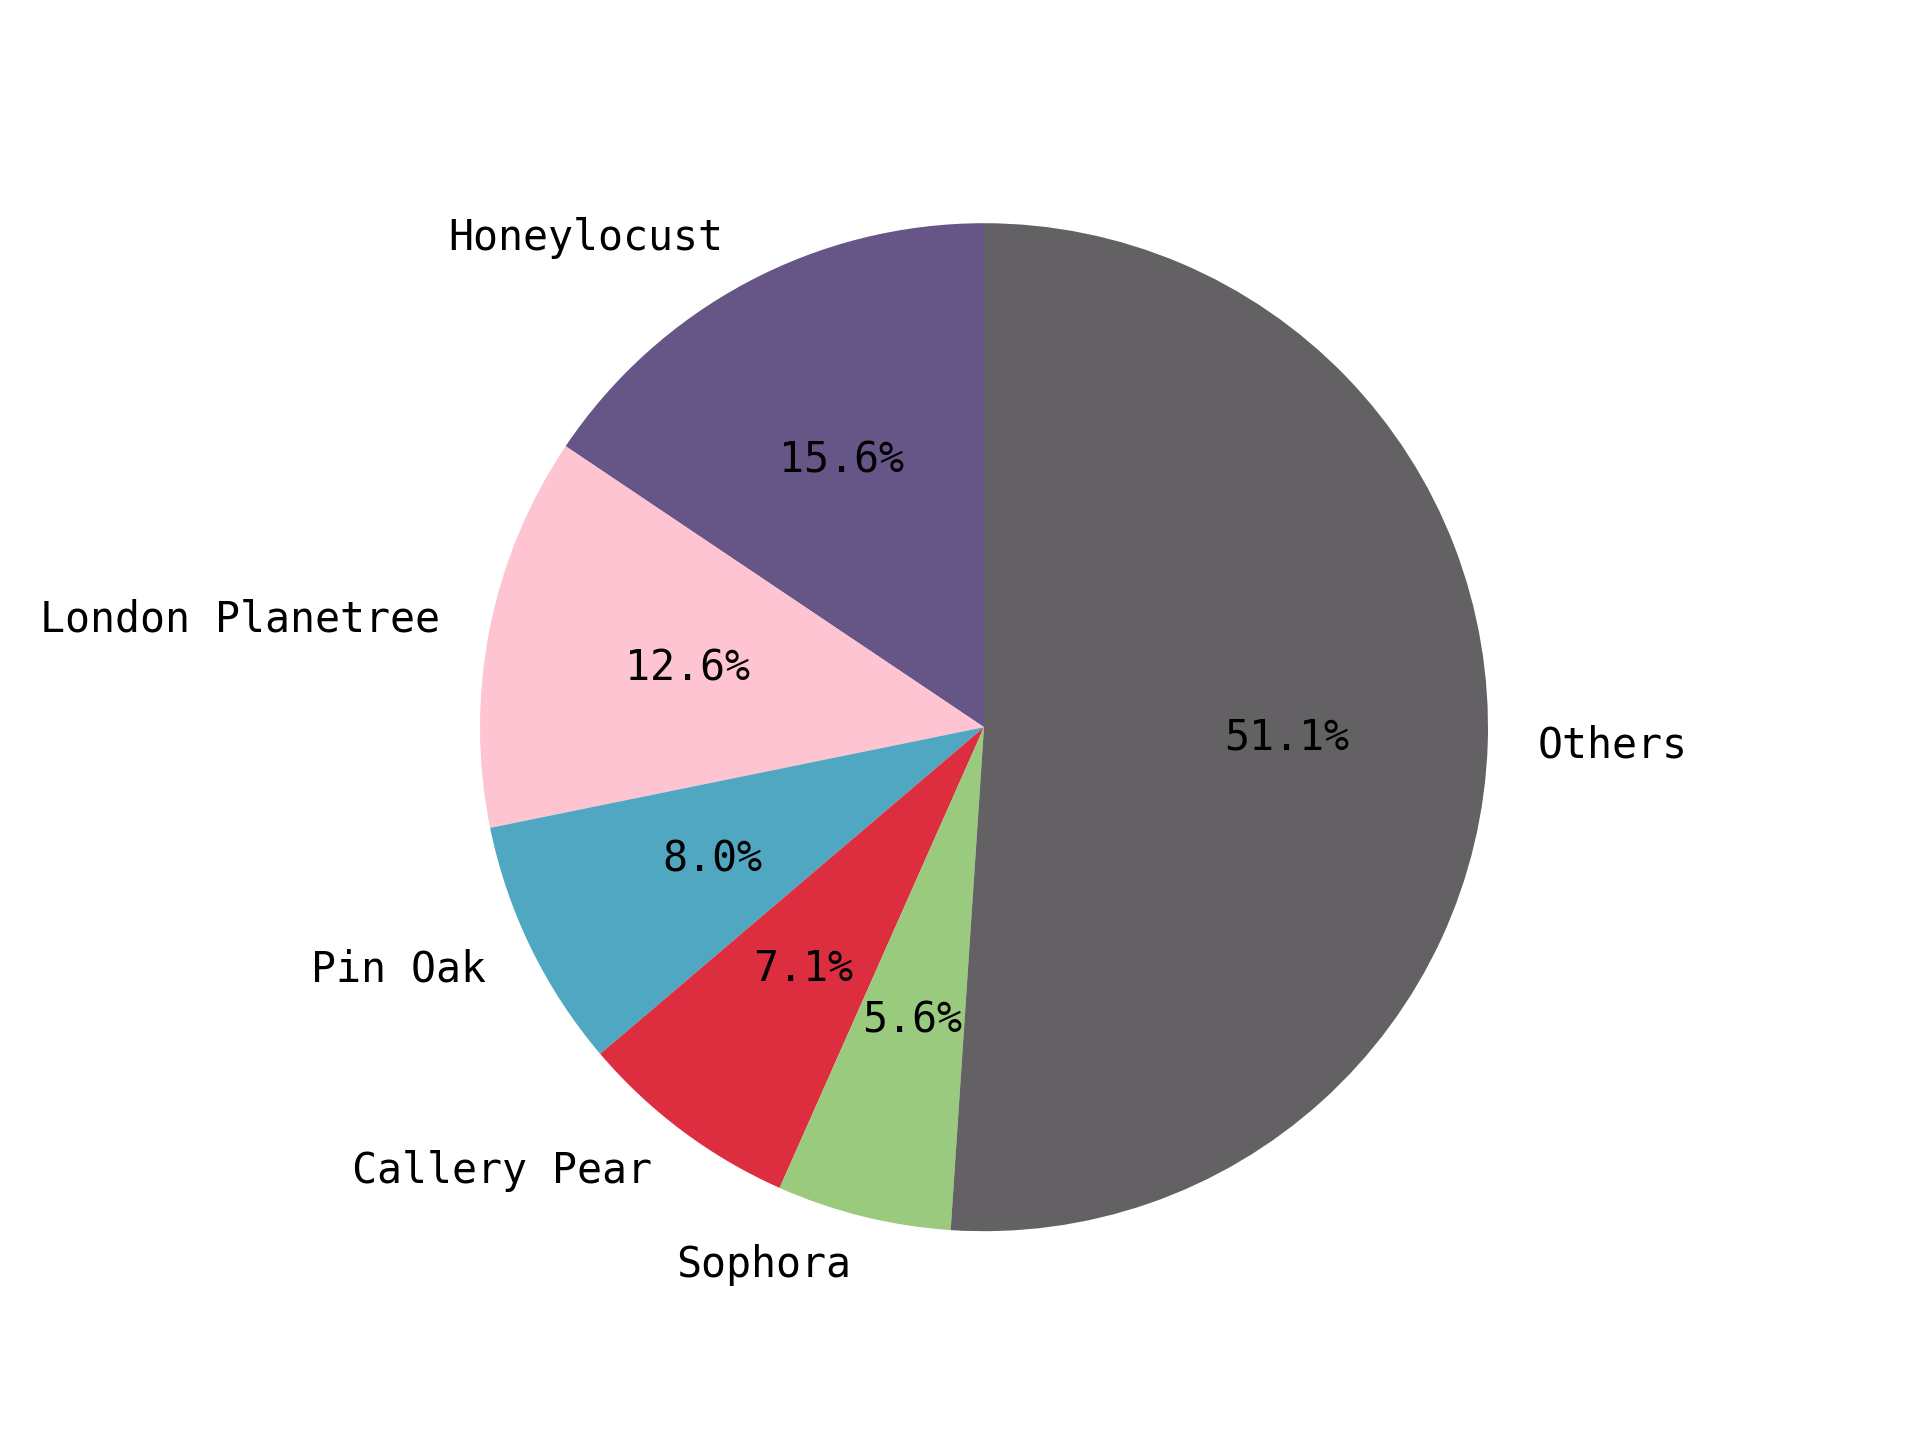 Honeylocust
15.6%
London Planetree
12.6%
51.1%
Others
8.0%
Pin Oak
7.1%
5.6%
Callery Pear
Sophora